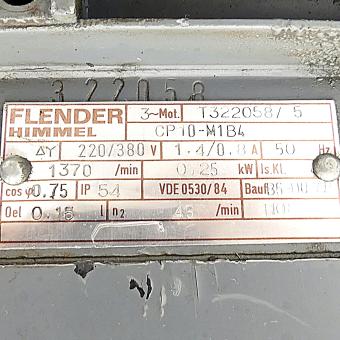 322058
FLENDER 3~Mot. T322058/ 5
HIMMEL CP10-M1B4
ΔY 220/380 V 1.4/0.8 A 50 Hz
1370 /min 0.25 kW Is.Kl.
cos φ 0.75 IP 54 VDE 0530/84 Bauf.
Oel 0.15 l n2 43 /min